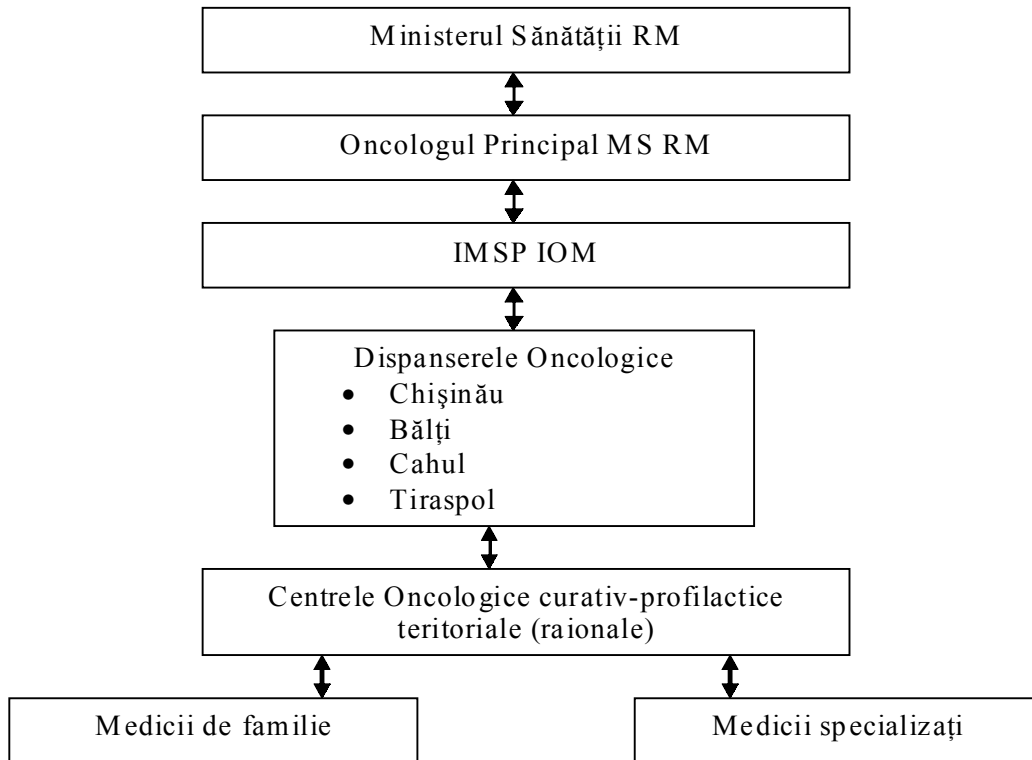 Ministerul Sănătății RM
Oncologul Principal MS RM
IMSP IOM
Dispanserele Oncologice
• Chişinău
• Bălți
• Cahul
• Tiraspol
Centrele Oncologice curativ-profilactice
teritoriale (raionale)
Medicii de familie
Medicii specializați